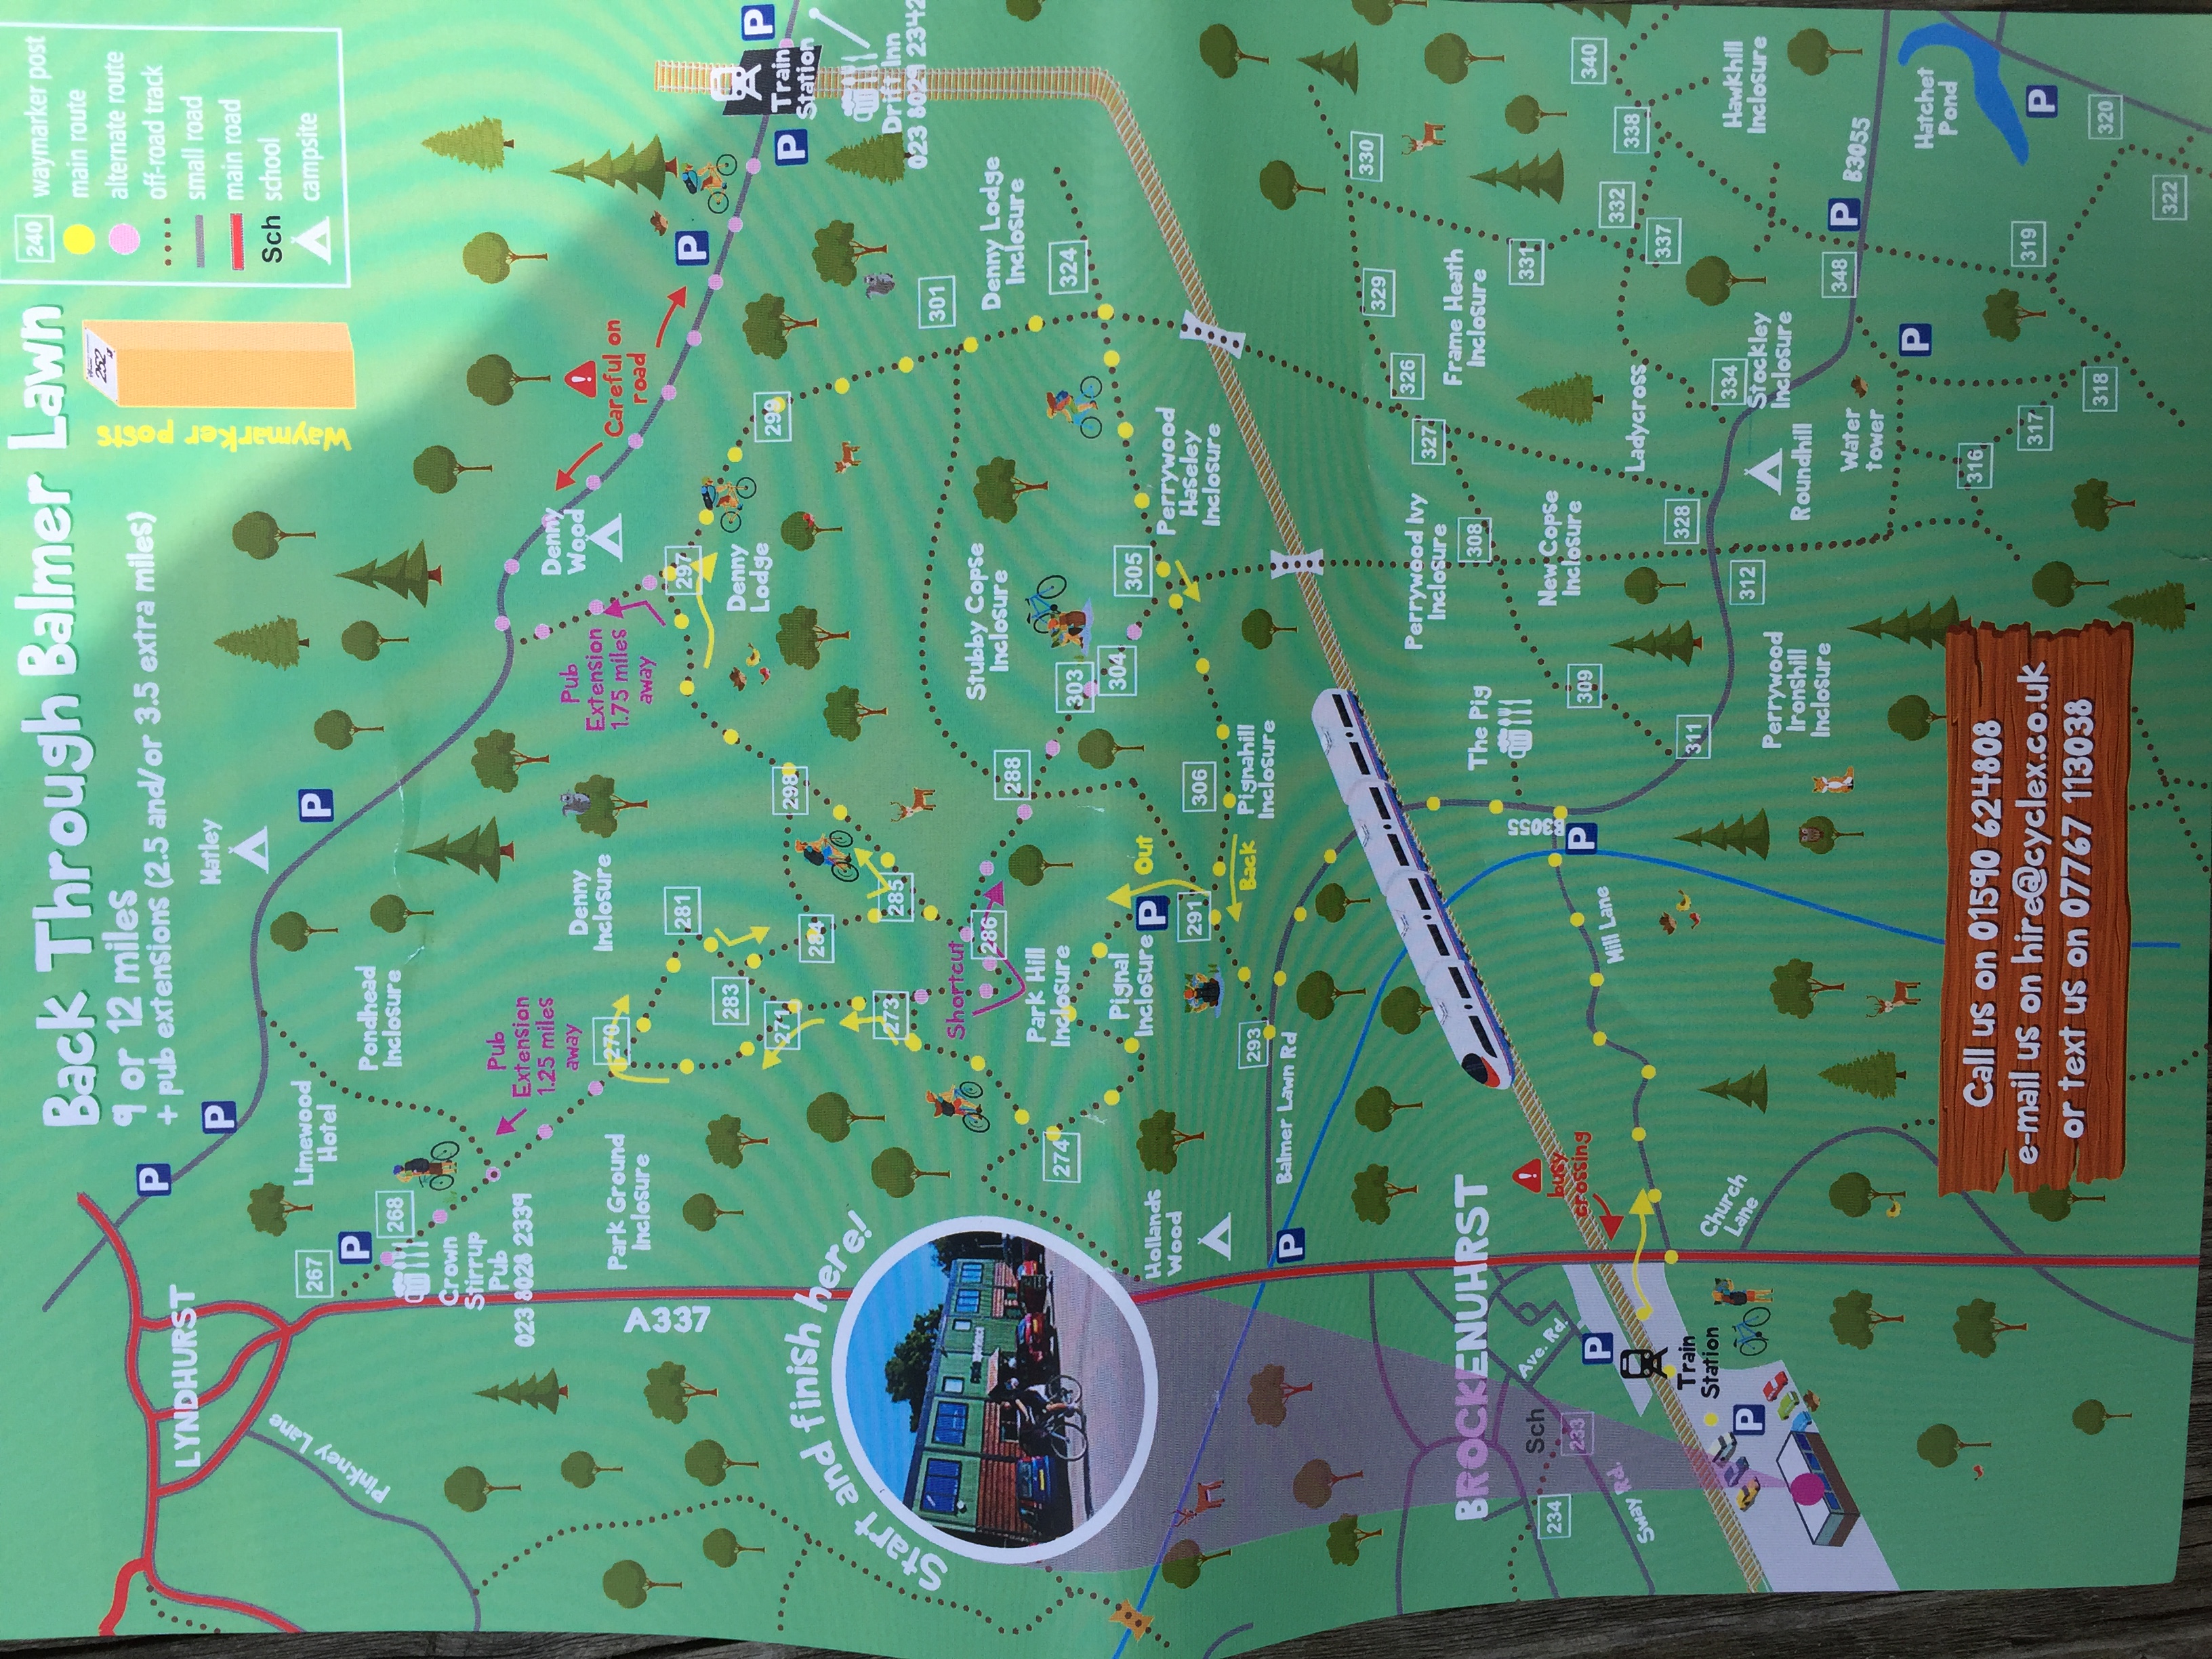 Back Through Balmer Lawn
9 or 12 miles
+ pub extensions (2.5 and/or 3.5 extra miles)
Waymarker posts
252
240 waymarker post
main route
alternate route
off-road track
small road
main road
Sch school
campsite
P
LYNDHURST
P
Matley
Pinkney Lane
267
Limewood
Hotel
P
P
268
Pondhead
Inclosure
Crown
Stirrup
Pub
023 8028 2339
Pub
Extension
1.25 miles
away
Denny
Inclosure
Pub
Extension
1.75 miles
away
Denny
Wood
Careful on
road
Park Ground
Inclosure
270
A337
281
297
P
283
Denny
Lodge
299
271
298
284
P
Train
Station
P
Start and finish here!
273
285
Drift Inn
023 8029 2342
301
Shortcut
286
Stubby Copse
Inclosure
288
Denny Lodge
Inclosure
Park Hill
Inclosure
274
303
324
304
Pignal
Inclosure
P
Out
305
Hollands
Wood
Perrywood
Haseley
Inclosure
291
306
Back
Pignahill
Inclosure
293
P
Balmer Lawn Rd
330
329
326
327
Perrywood Ivy
Inclosure
Frame Heath
Inclosure
BROCKENUHRST
308
The Pig
B3055
331
Sch
Ave. Rd.
234
233
busy
crossing
New Copse
Inclosure
309
P
P
340
Mill Lane
332
338
Sway Rd.
Ladycross
337
Train
Station
311
328
Church
Lane
P
334
312
Stockley
Inclosure
Hawkhill
Inclosure
Perrywood
Ironshill
Inclosure
Roundhill
348
P
B3055
Water
tower
P
Hatchet
Pond
Call us on 01590 624808
e-mail us on hire@cyclex.co.uk
or text us on 07767 113038
316
317
319
P
318
320
322